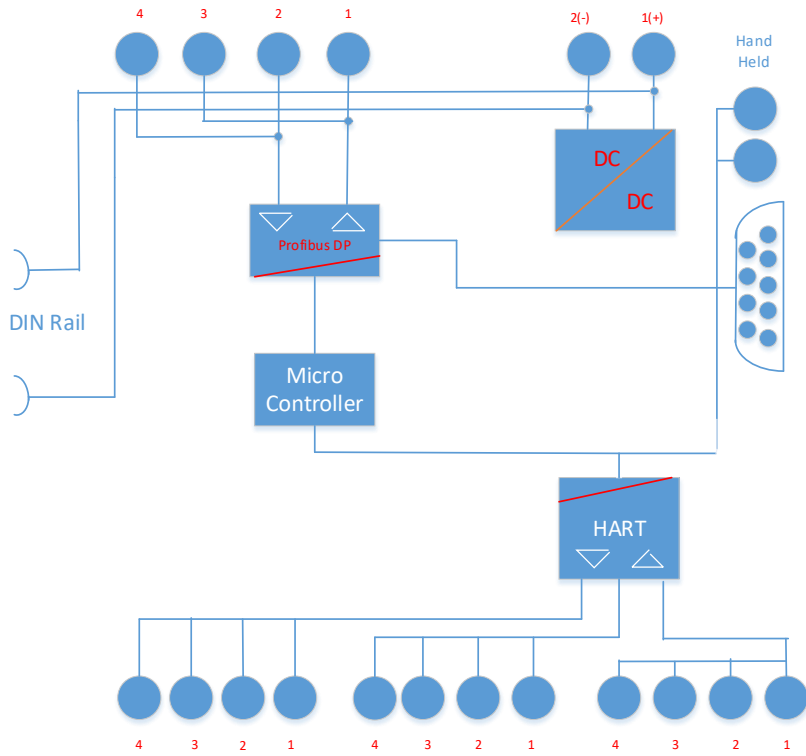 4 3 2 1
2(-) 1(+)
Hand
Held
DC
DC
Profibus DP
DIN Rail
Micro
Controller
HART
4 3 2 1
4 3 2 1
4 3 2 1